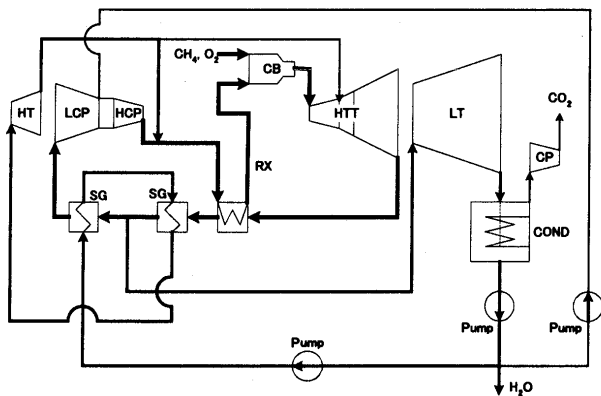 CH₄, O₂
CB
HT
LCP
HCP
HTT
LT
CO₂
CP
RX
SG
SG
COND
Pump
Pump
Pump
H₂O